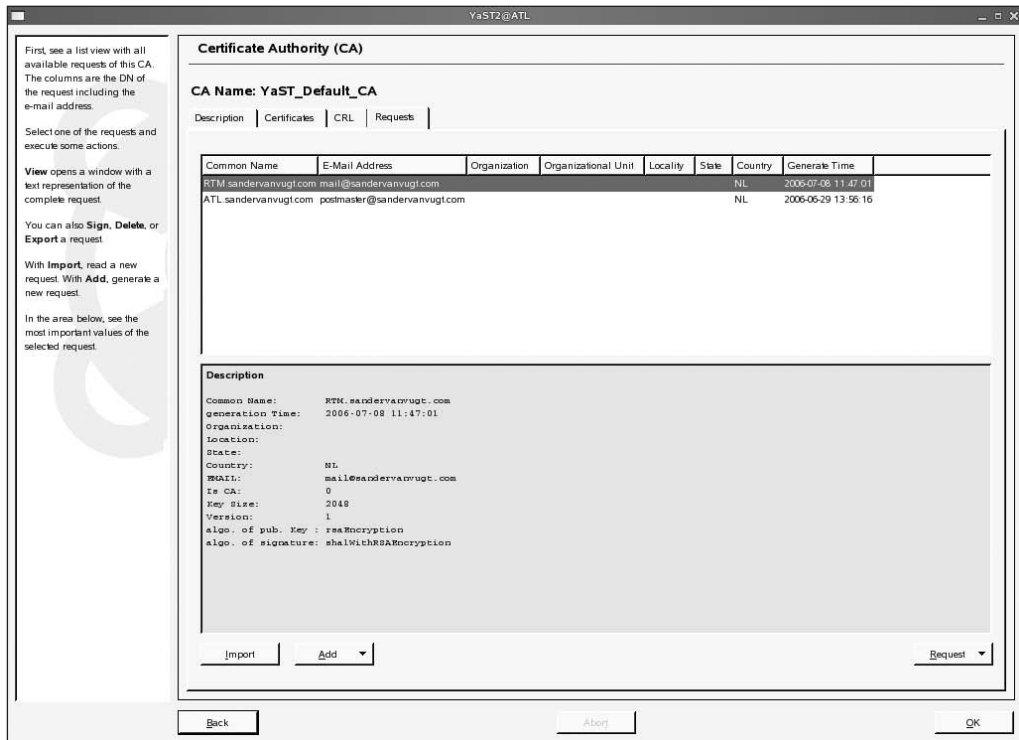 YaST2@ATL
First, see a list view with all
available requests of this CA.
The columns are the DN of
the request including the
e-mail address.
Select one of the requests and
execute some actions.
View opens a window with a
text representation of the
complete request.
You can also Sign, Delete, or
Export a request.
With Import, read a new
request. With Add, generate a
new request.
In the area below, see the
most important values of the
selected request.
Certificate Authority (CA)
CA Name: YaST_Default_CA
Description Certificates CRL Requests
Common Name E-Mail Address Organization Organizational Unit Locality State Country Generate Time
RTM.sandervanvugt.com mail@sandervanvugt.com NL 2006-07-08 11:47:01
ATL.sandervanvugt.com postmaster@sandervanvugt.com NL 2006-06-29 13:56:16
Description
Common Name: RTM.sandervanvugt.com
generation Time: 2006-07-08 11:47:01
Organization:
Location:
State:
Country: NL
EMAIL: mail@sandervanvugt.com
Is CA: 0
Key Size: 2048
Version: 1
algo. of pub. Key : rsaEncryption
algo. of signature: sha1WithRSAEncryption
Import Add Request
Back Abort OK